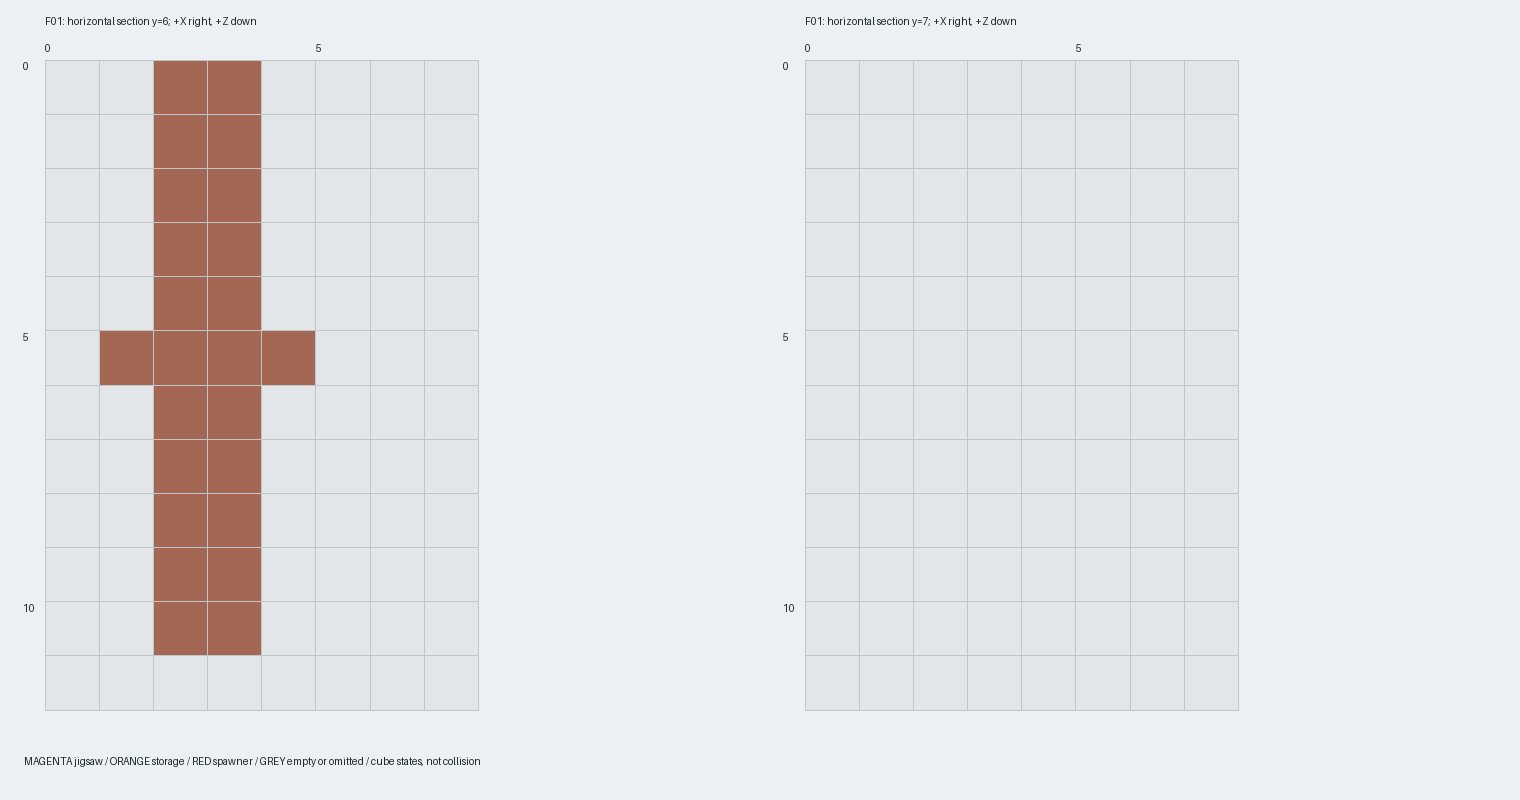 F01: horizontal section y=6; +X right, +Z down
F01: horizontal section y=7; +X right, +Z down
0 5
0 5
0
0
5
5
10
10
MAGENTA jigsaw / ORANGE storage / RED spawner / GREY empty or omitted / cube states, not collision